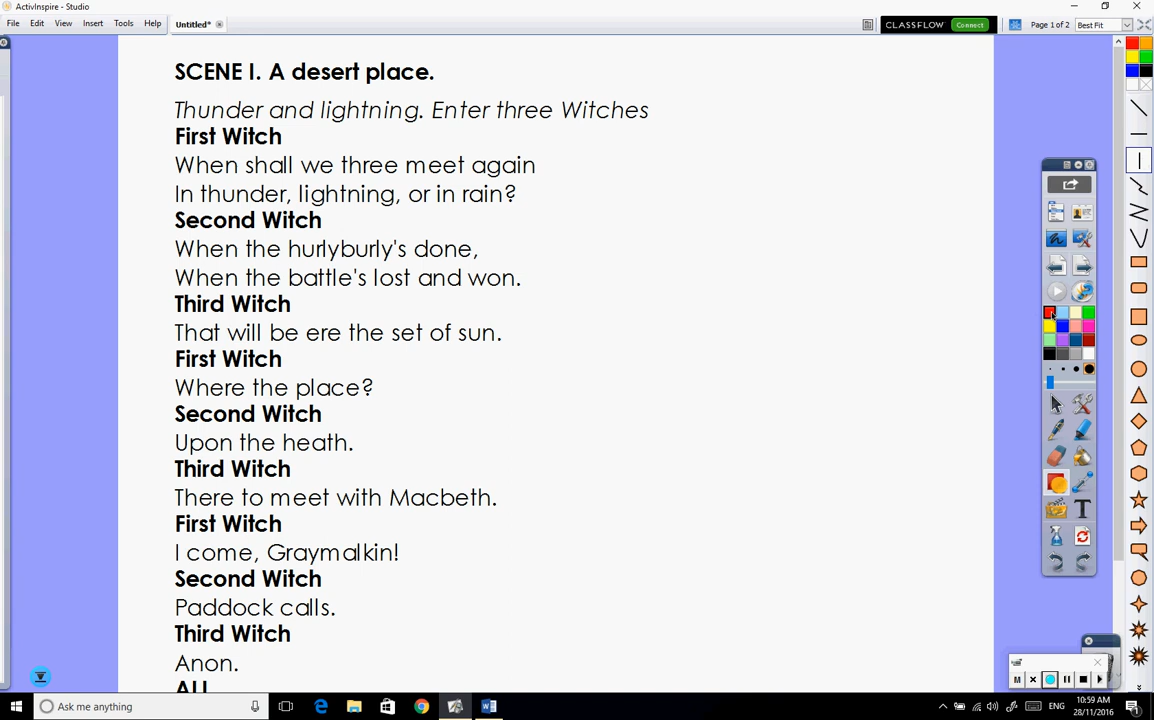 ActivInspire - Studio
File Edit View Insert Tools Help Untitled* CLASSFLOW Connect Page 1 of 2 Best Fit
SCENE I. A desert place.
Thunder and lightning. Enter three Witches
First Witch
When shall we three meet again
In thunder, lightning, or in rain?
Second Witch
When the hurlyburly's done,
When the battle's lost and won.
Third Witch
That will be ere the set of sun.
First Witch
Where the place?
Second Witch
Upon the heath.
Third Witch
There to meet with Macbeth.
First Witch
I come, Graymalkin!
Second Witch
Paddock calls.
Third Witch
Anon.
ALL
M
Ask me anything
ENG
10:59 AM
28/11/2016